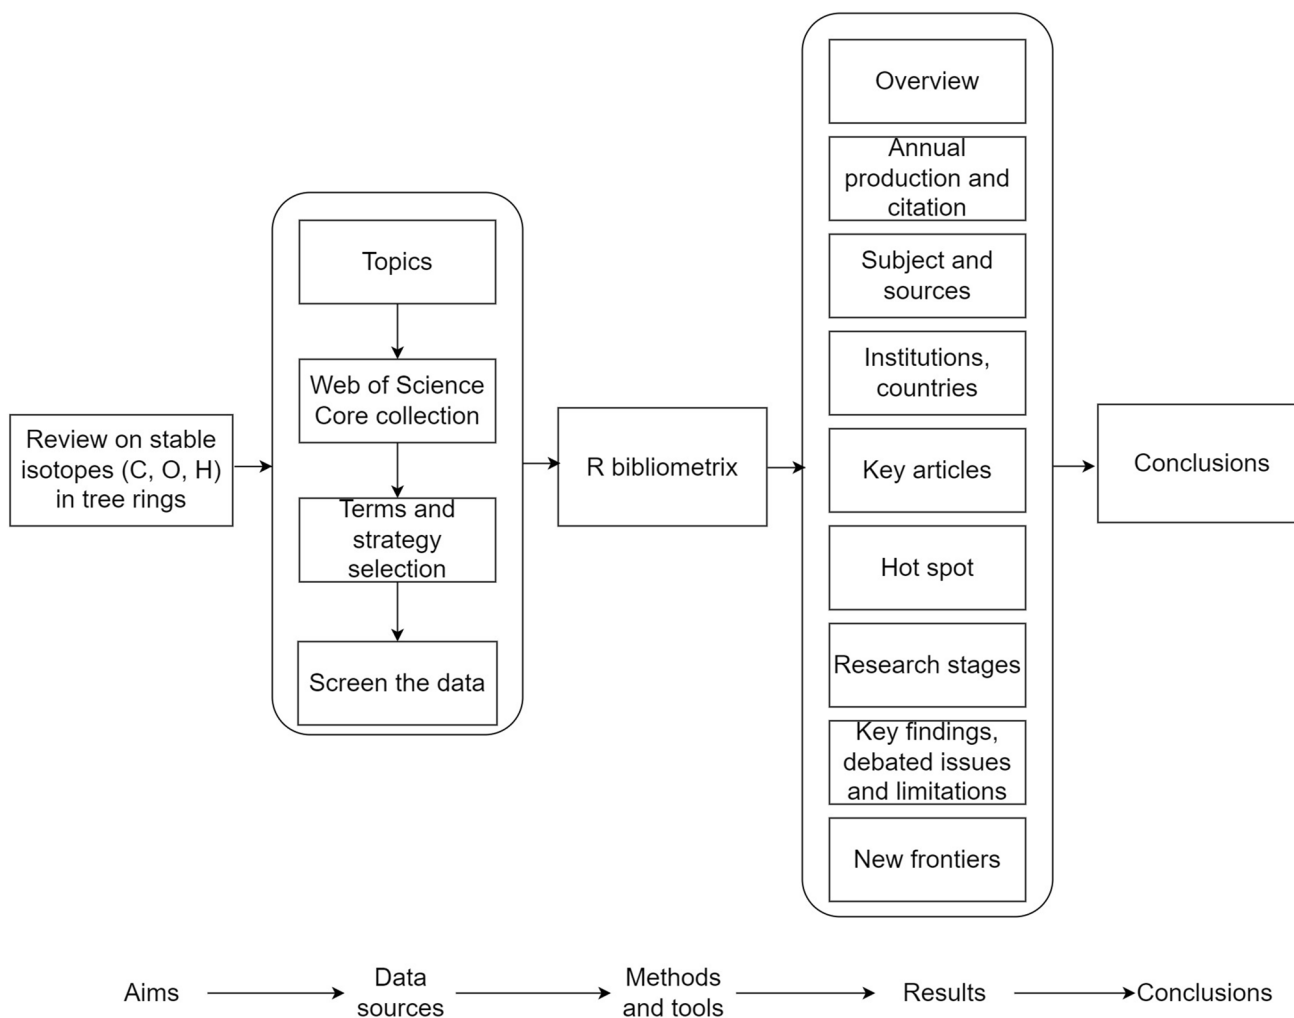 Review on stable
isotopes (C, O, H)
in tree rings
Topics
Web of Science
Core collection
Terms and
strategy
selection
Screen the data
R bibliometrix
Overview
Annual
production and
citation
Subject and
sources
Institutions,
countries
Key articles
Hot spot
Research stages
Key findings,
debated issues
and limitations
New frontiers
Conclusions
Aims
Data
sources
Methods
and tools
Results
Conclusions